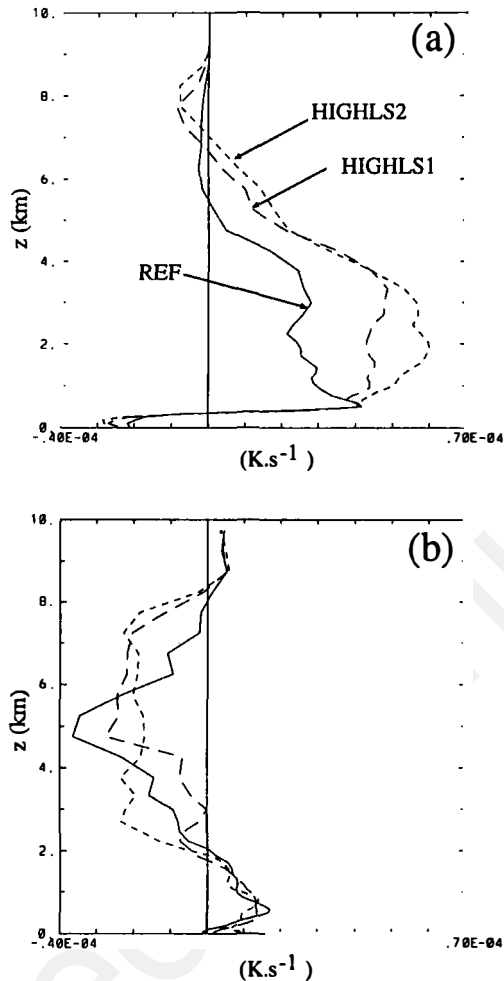 10.
(a)
8.
HIGHLS2
6.
HIGHLS1
z (km)
4.
REF
2.
0.
-.40E-04
.70E-04
(K.s⁻¹)
10.
(b)
8.
6.
z (km)
4.
2.
0.
-.40E-04
.70E-04
(K.s⁻¹)